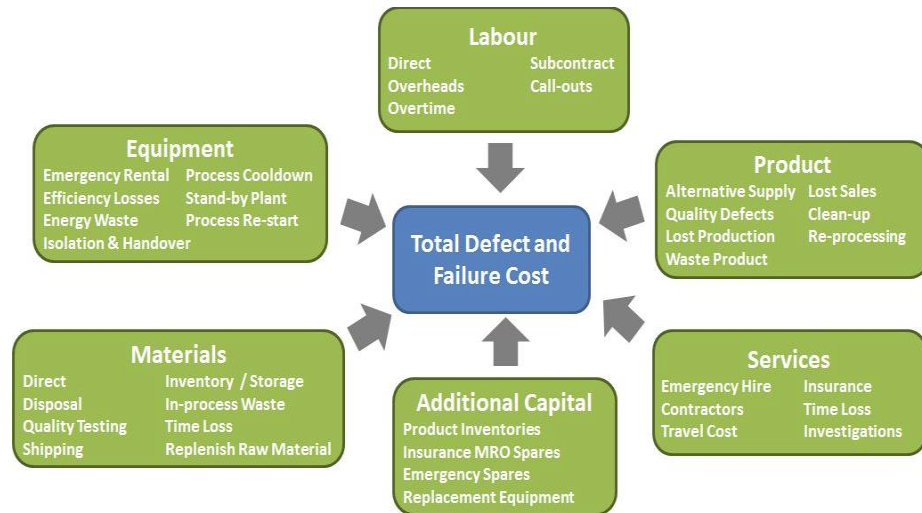 Labour
Direct Subcontract
Overheads Call-outs
Overtime
Equipment
Emergency Rental Process Cooldown
Efficiency Losses Stand-by Plant
Energy Waste Process Re-start
Isolation & Handover
Product
Alternative Supply Lost Sales
Quality Defects Clean-up
Lost Production Re-processing
Waste Product
Total Defect and
Failure Cost
Materials
Direct Inventory / Storage
Disposal In-process Waste
Quality Testing Time Loss
Shipping Replenish Raw Material
Additional Capital
Product Inventories
Insurance MRO Spares
Emergency Spares
Replacement Equipment
Services
Emergency Hire Insurance
Contractors Time Loss
Travel Cost Investigations